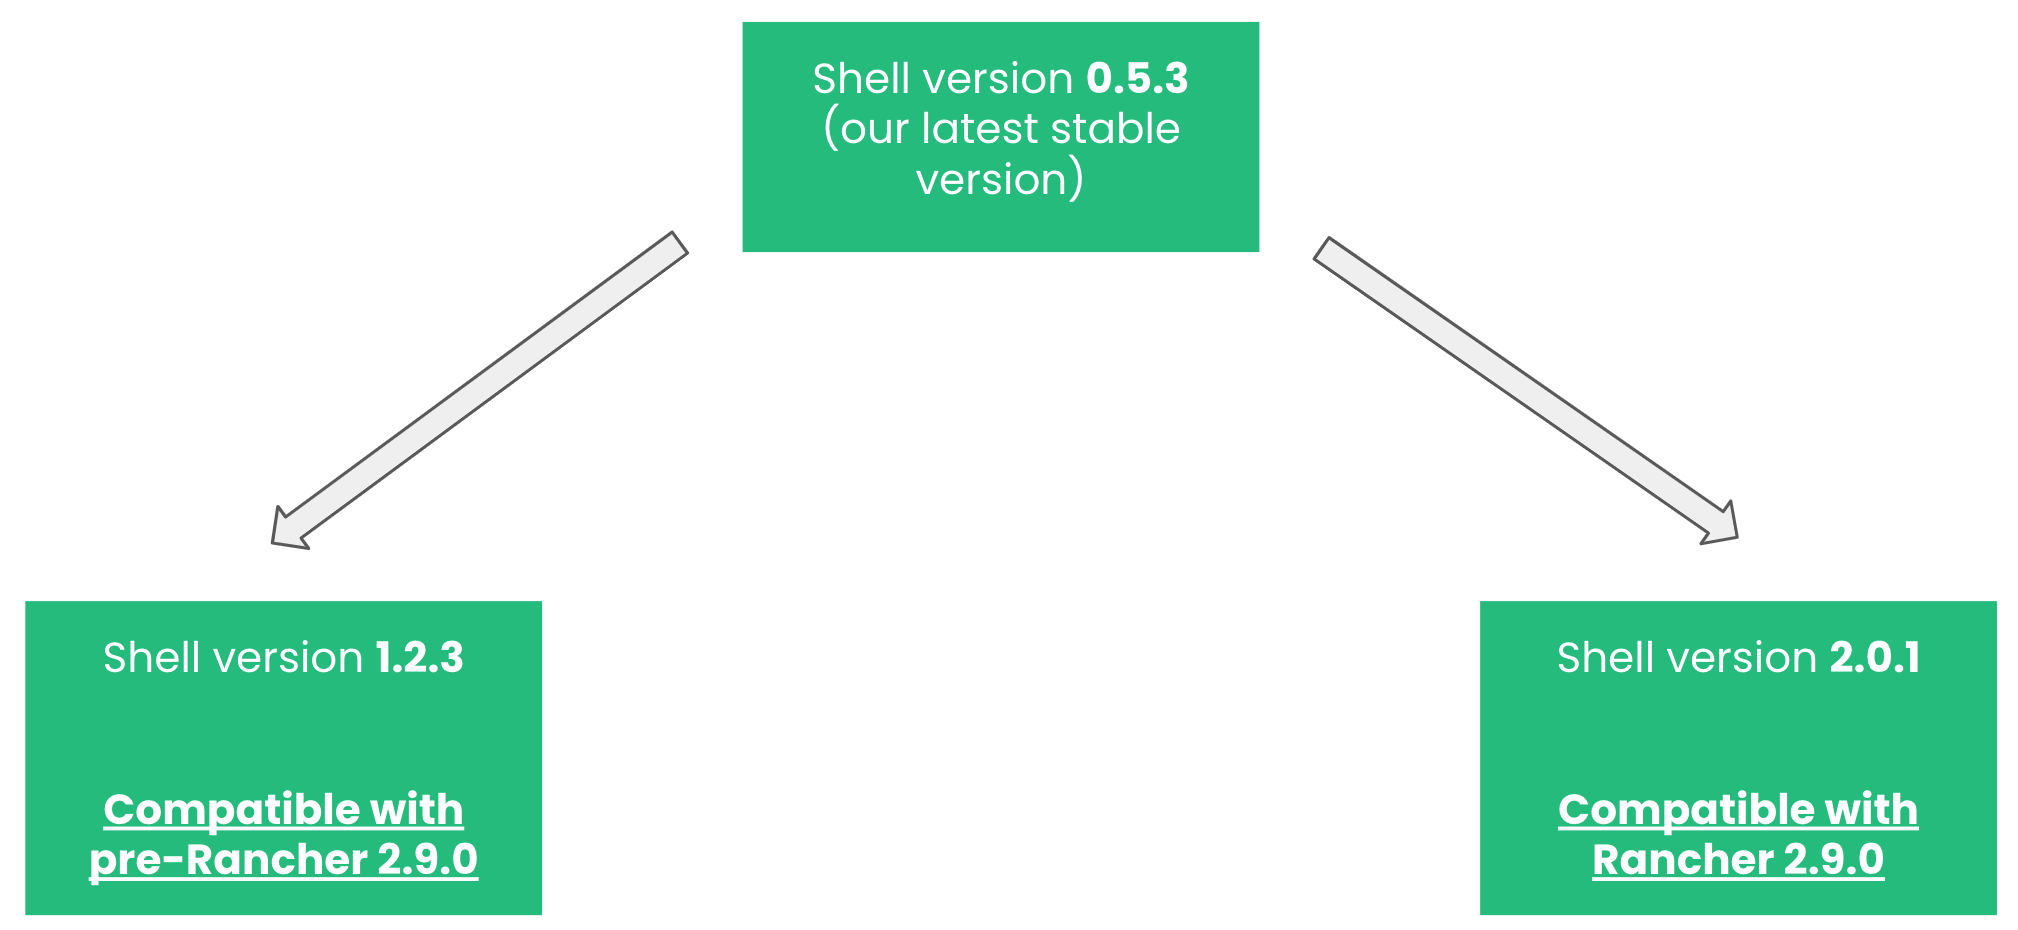 Shell version 0.5.3
(our latest stable
version)
Shell version 1.2.3
Compatible with
pre-Rancher 2.9.0
Shell version 2.0.1
Compatible with
Rancher 2.9.0